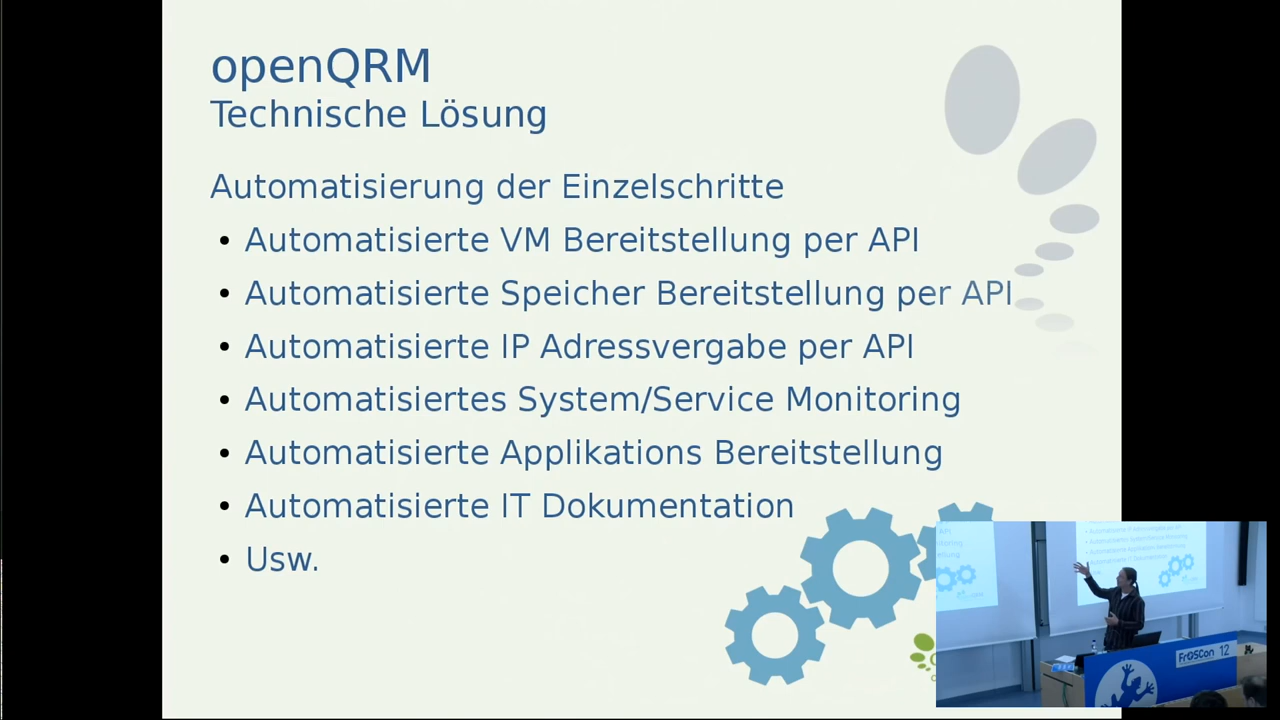 openQRM
Technische Lösung
Automatisierung der Einzelschritte
• Automatisierte VM Bereitstellung per API
• Automatisierte Speicher Bereitstellung per API
• Automatisierte IP Adressvergabe per API
• Automatisiertes System/Service Monitoring
• Automatisierte Applikations Bereitstellung
• Automatisierte IT Dokumentation
• Usw.
FrOSCon 12